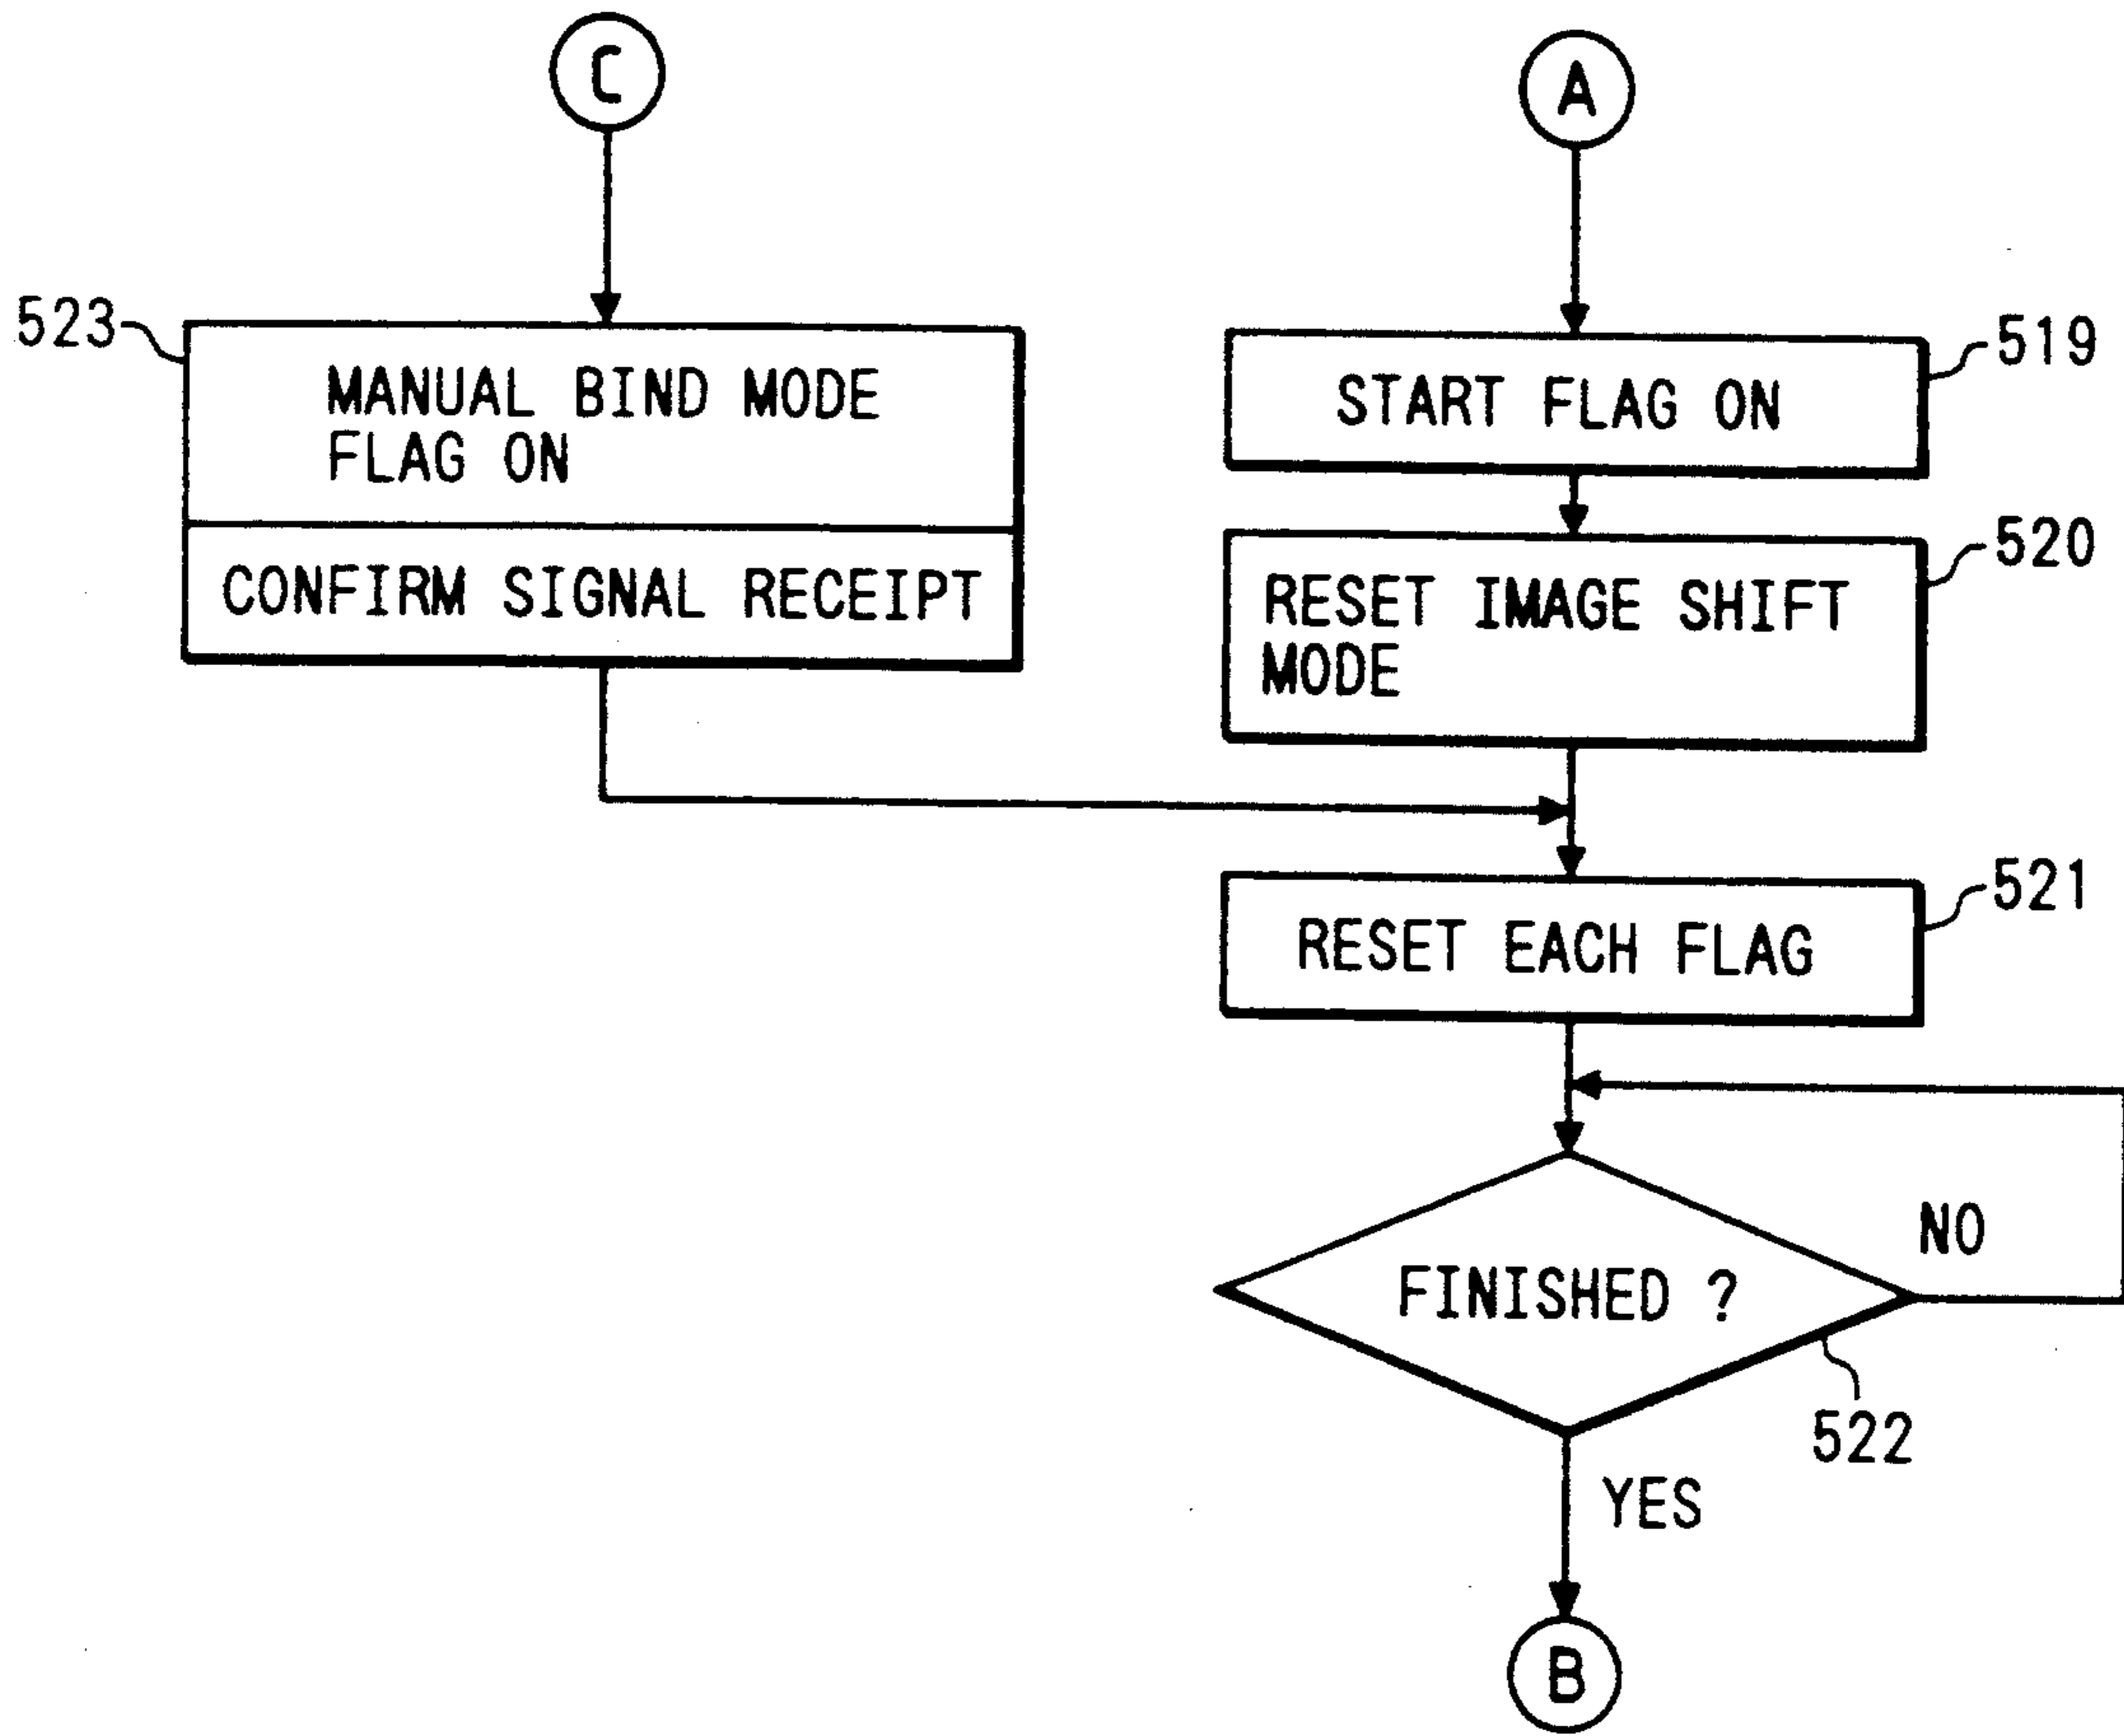 C
523
MANUAL BIND MODE
FLAG ON
CONFIRM SIGNAL RECEIPT
A
START FLAG ON
519
RESET IMAGE SHIFT
MODE
520
RESET EACH FLAG
521
FINISHED ?
NO
522
YES
B